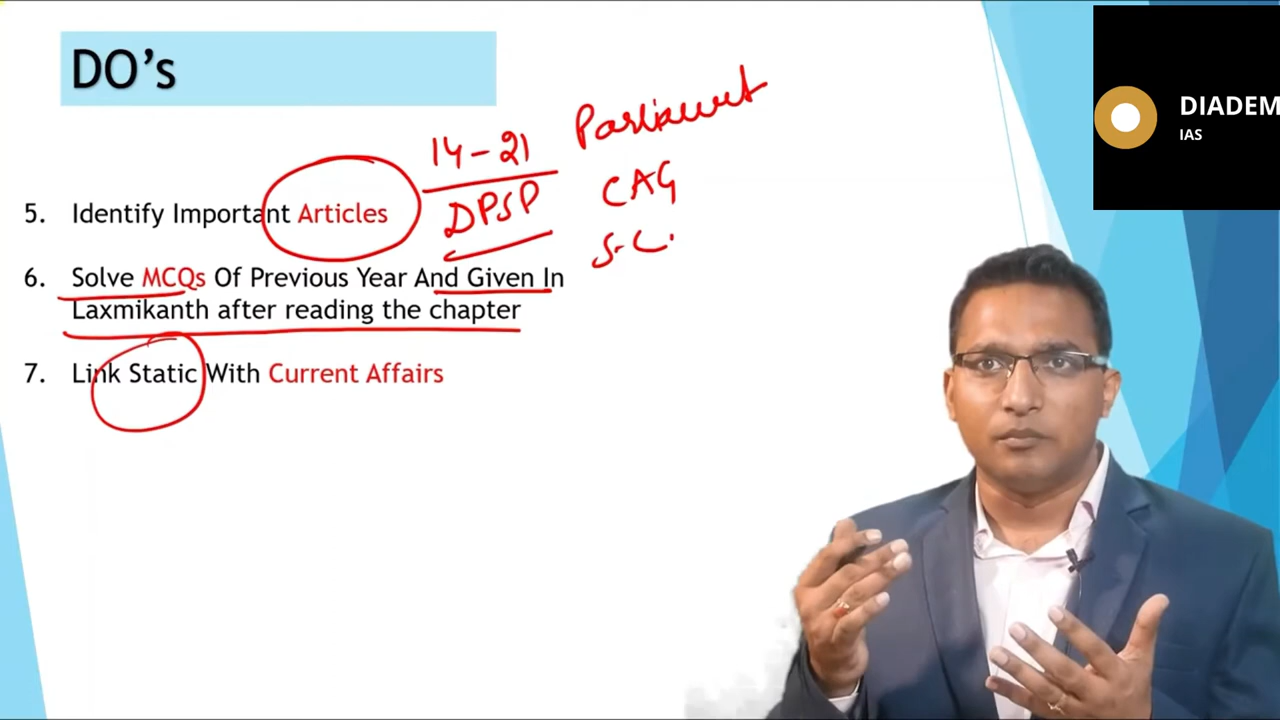 DO's
DIADEM
IAS
14-21
Parliament
DPSP
CAG
S.C.
5. Identify Important Articles
6. Solve MCQs Of Previous Year And Given In
Laxmikanth after reading the chapter
7. Link Static With Current Affairs